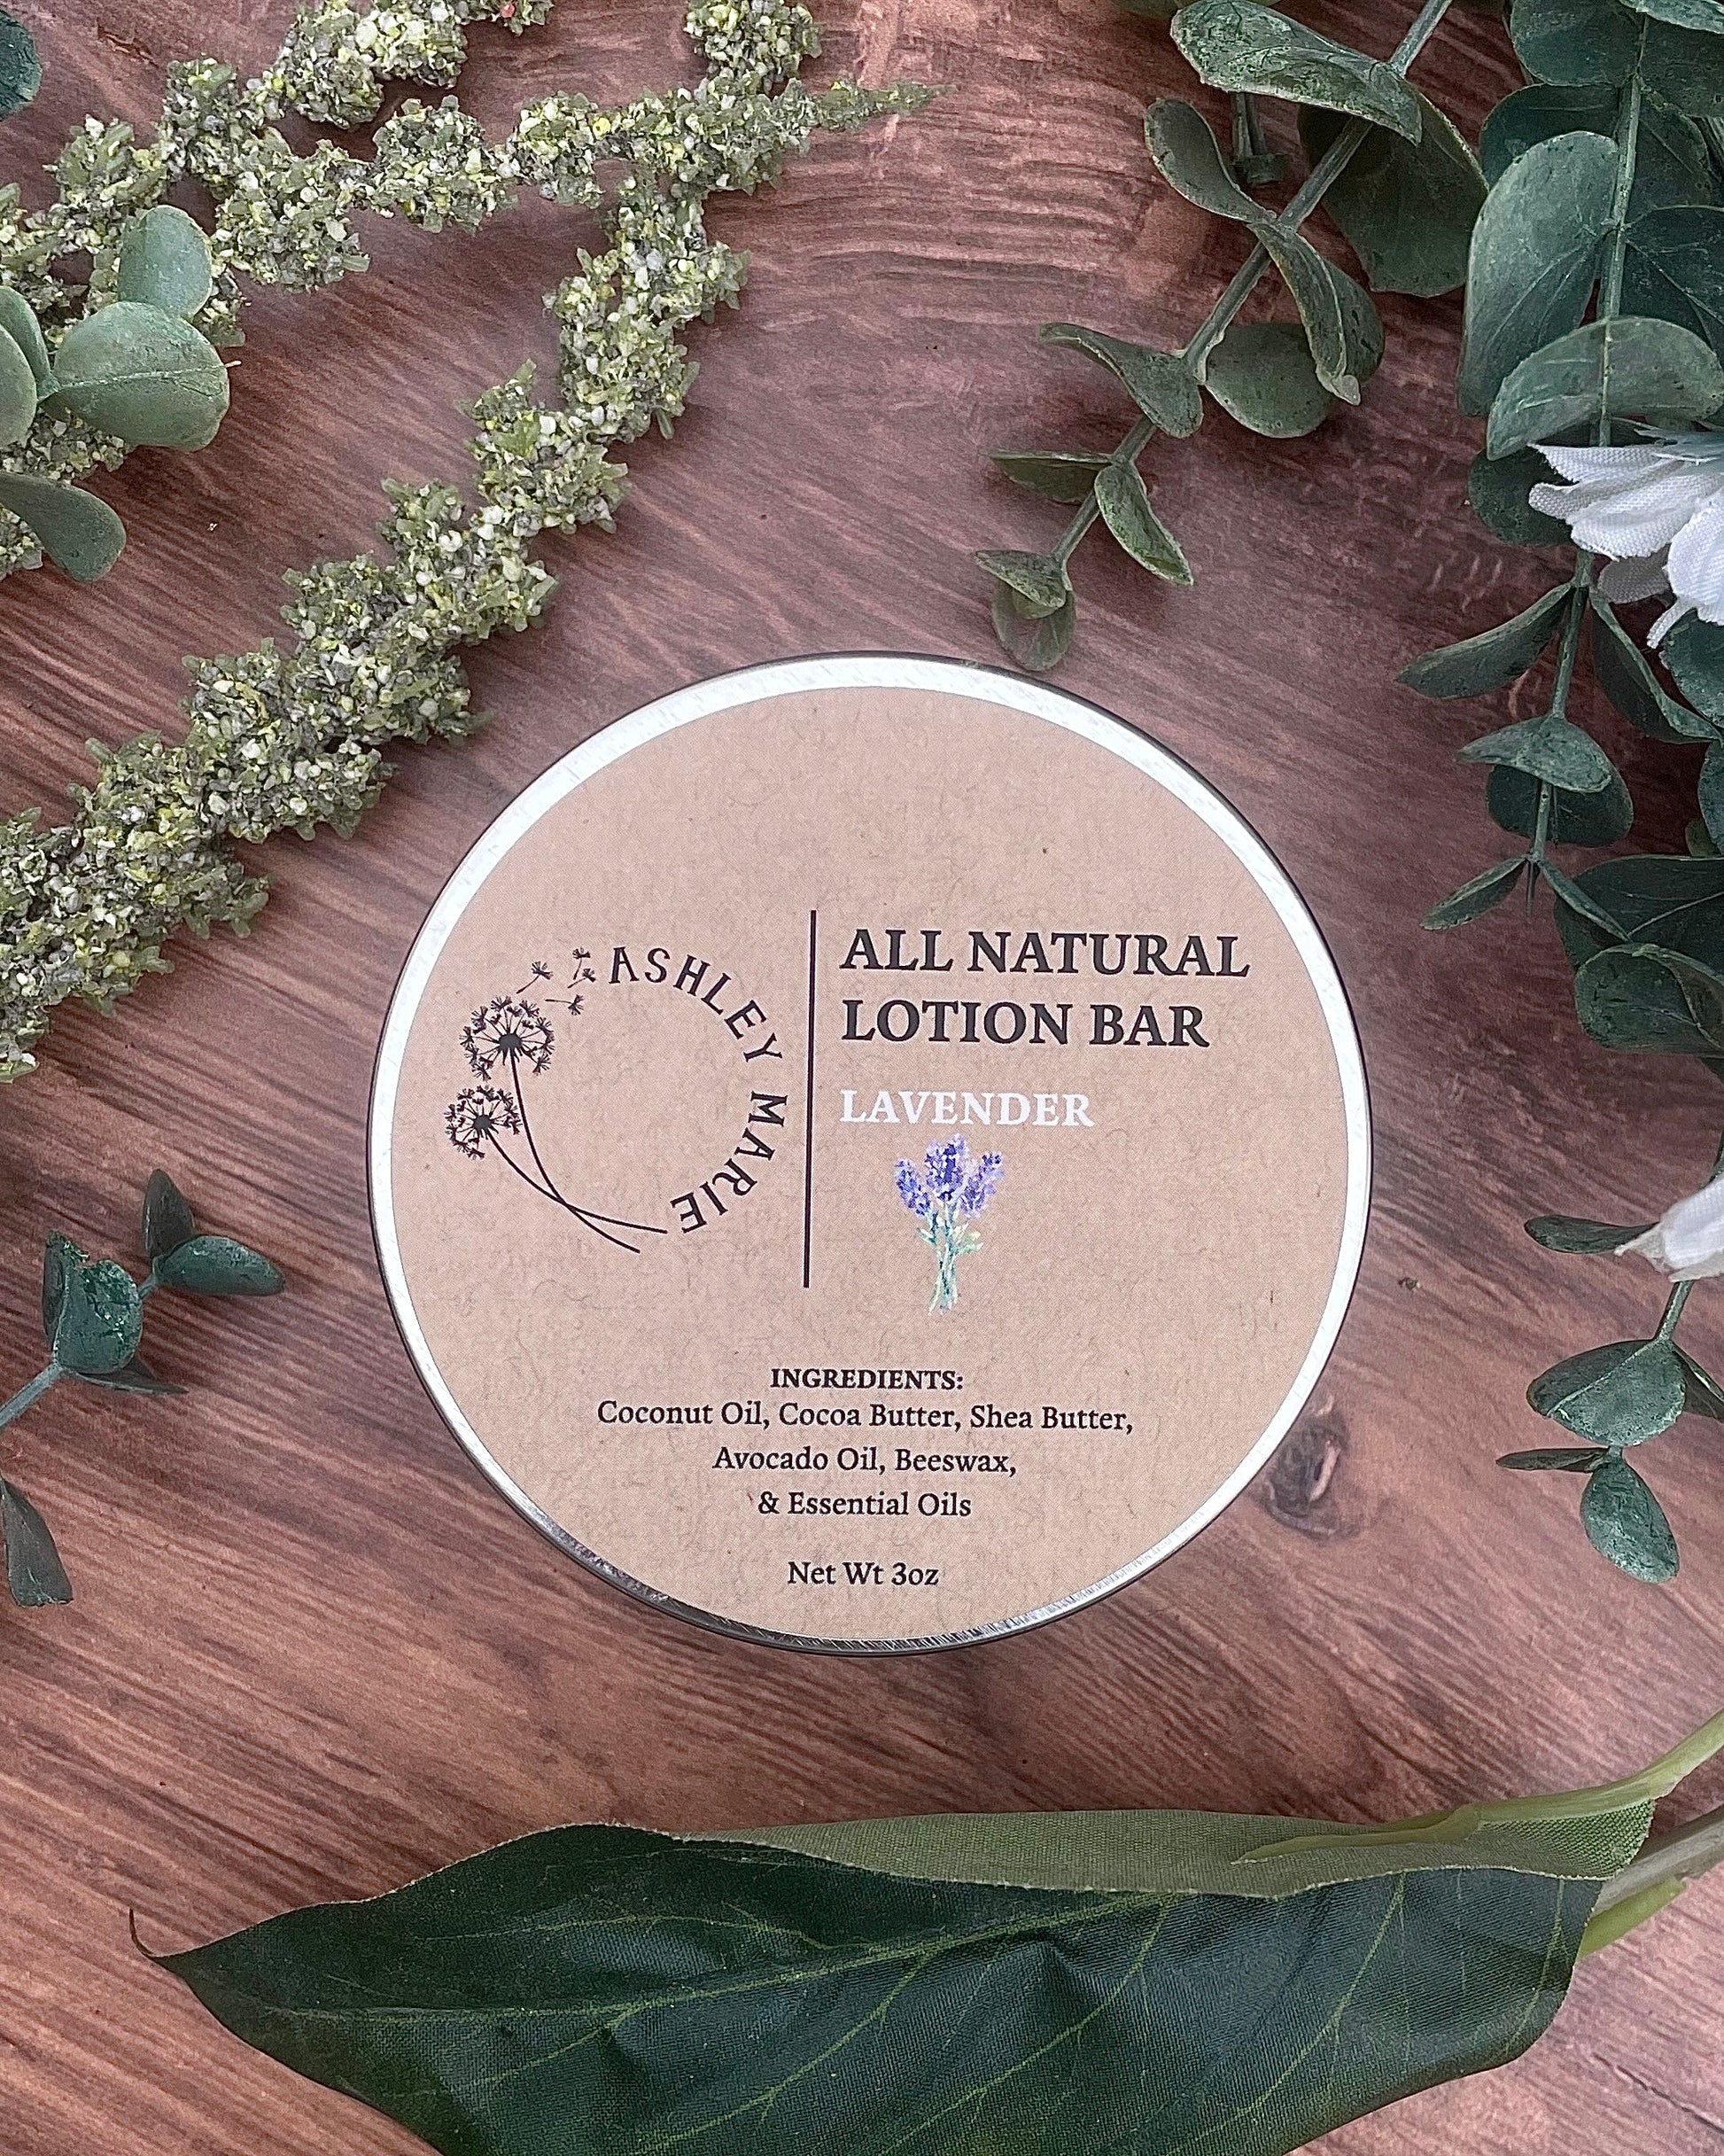 ASHLEY MARIE
ALL NATURAL
LOTION BAR
LAVENDER
INGREDIENTS:
Coconut Oil, Cocoa Butter, Shea Butter,
Avocado Oil, Beeswax,
& Essential Oils
Net Wt 3oz